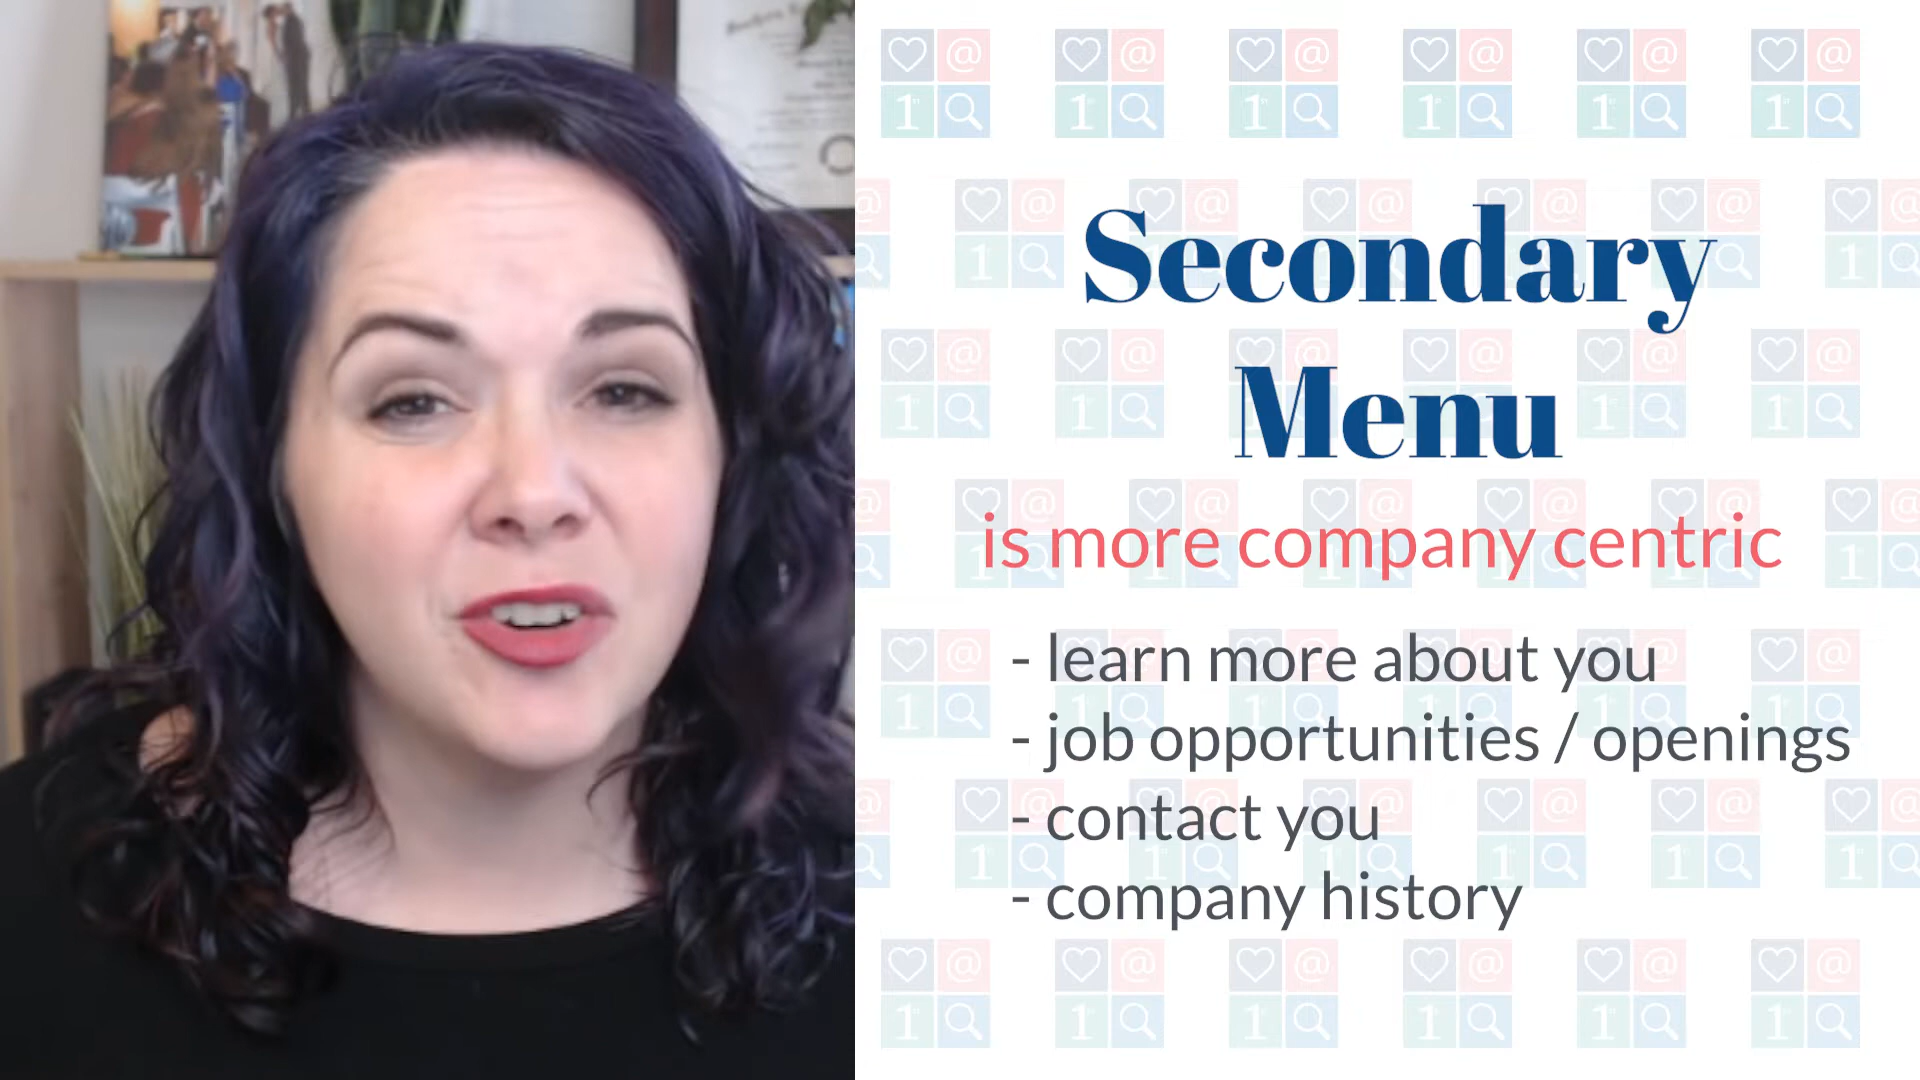 Secondary
Menu
is more company centric
- learn more about you
- job opportunities / openings
- contact you
- company history